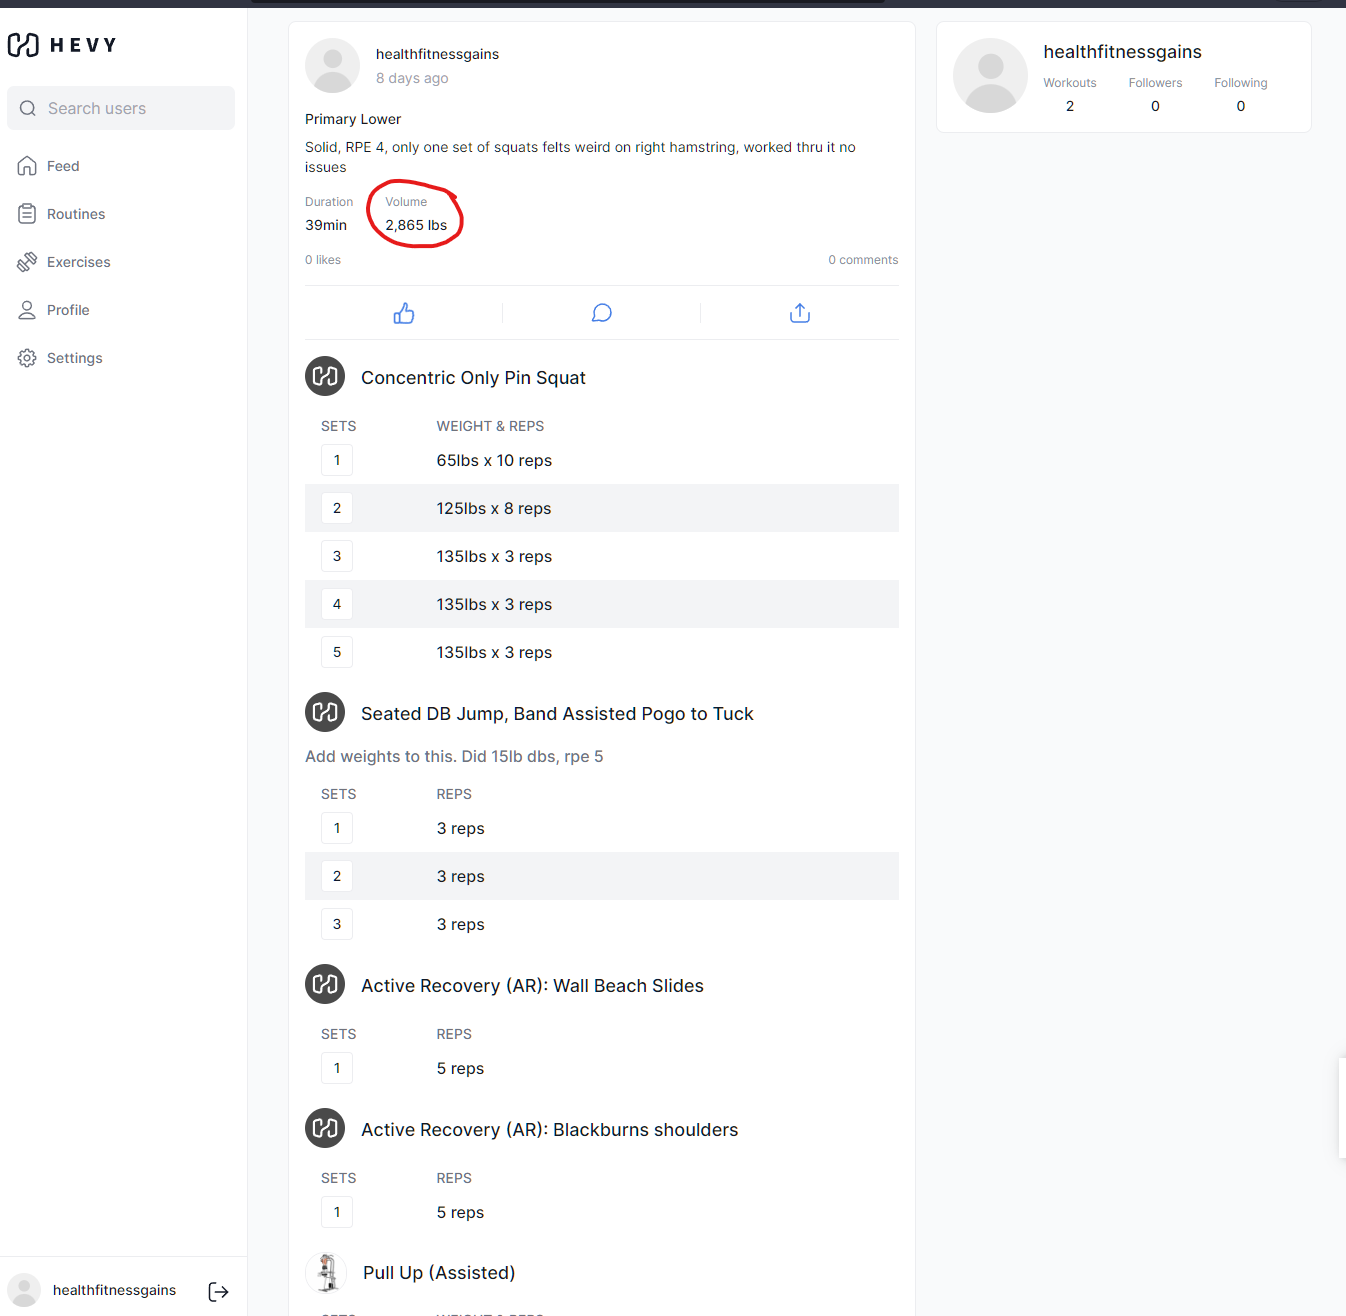 HEVY
Search users
Feed
Routines
Exercises
Profile
Settings
healthfitnessgains
healthfitnessgains
8 days ago
Primary Lower
Solid, RPE 4, only one set of squats felts weird on right hamstring, worked thru it no
issues
Duration Volume
39min 2,865 lbs
0 likes 0 comments
Concentric Only Pin Squat
SETS WEIGHT & REPS
1 65lbs x 10 reps
2 125lbs x 8 reps
3 135lbs x 3 reps
4 135lbs x 3 reps
5 135lbs x 3 reps
Seated DB Jump, Band Assisted Pogo to Tuck
Add weights to this. Did 15lb dbs, rpe 5
SETS REPS
1 3 reps
2 3 reps
3 3 reps
Active Recovery (AR): Wall Beach Slides
SETS REPS
1 5 reps
Active Recovery (AR): Blackburns shoulders
SETS REPS
1 5 reps
Pull Up (Assisted)
healthfitnessgains
Workouts Followers Following
2 0 0